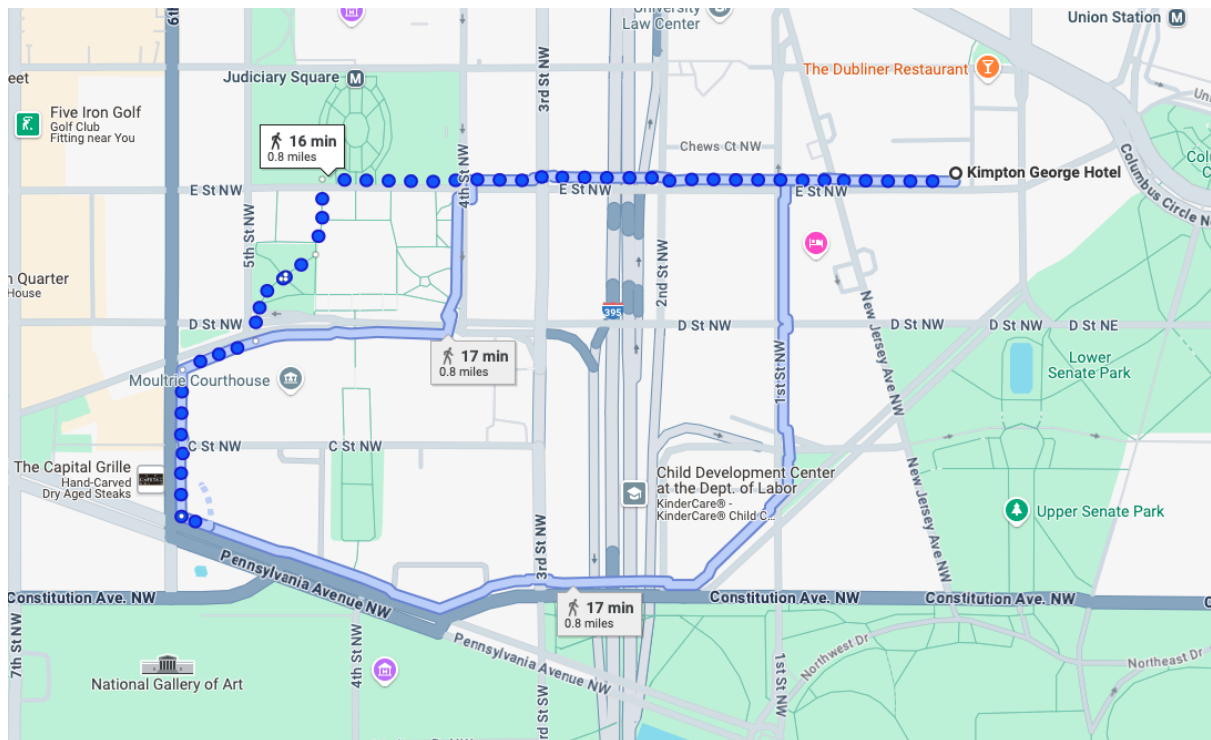 6th
University
Law Center
Union Station M
Judiciary Square M
3rd St NW
The Dubliner Restaurant
Five Iron Golf
Golf Club
Fitting near You
16 min
0.8 miles
4th St NW
Chews Ct NW
Columbus Circle
E St NW
E St NW
E St NW
Kimpton George Hotel
5th St NW
2nd St NW
n Quarter
House
395
New Jersey Ave NW
D St NW
D St NW
D St NW
D St NW
D St NE
17 min
0.8 miles
Moultrie Courthouse
1st St NW
Lower
Senate Park
C St NW
C St NW
The Capital Grille
Hand-Carved
Dry Aged Steaks
Child Development Center
at the Dept. of Labor
KinderCare® -
KinderCare® Child C...
New Jersey Ave NW
Upper Senate Park
3rd St NW
Pennsylvania Avenue NW
Constitution Ave. NW
Constitution Ave. NW
Constitution Ave. NW
17 min
0.8 miles
7th St NW
4th St NW
Pennsylvania Avenue NW
3rd St SW
1st St NW
Northwest Dr
Northeast Dr
National Gallery of Art